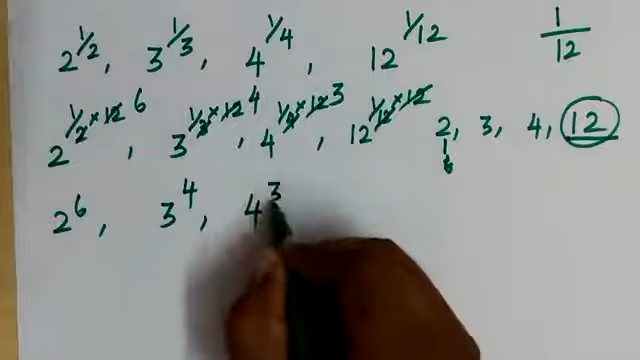 2^1/2, 3^1/3, 4^1/4, 12^1/12 1/12
2^1/2×12 6, 3^1/3×12 4, 4^1/4×12 3, 12^1/12×12 2, 3, 4, 12
2^6, 3^4, 4^3